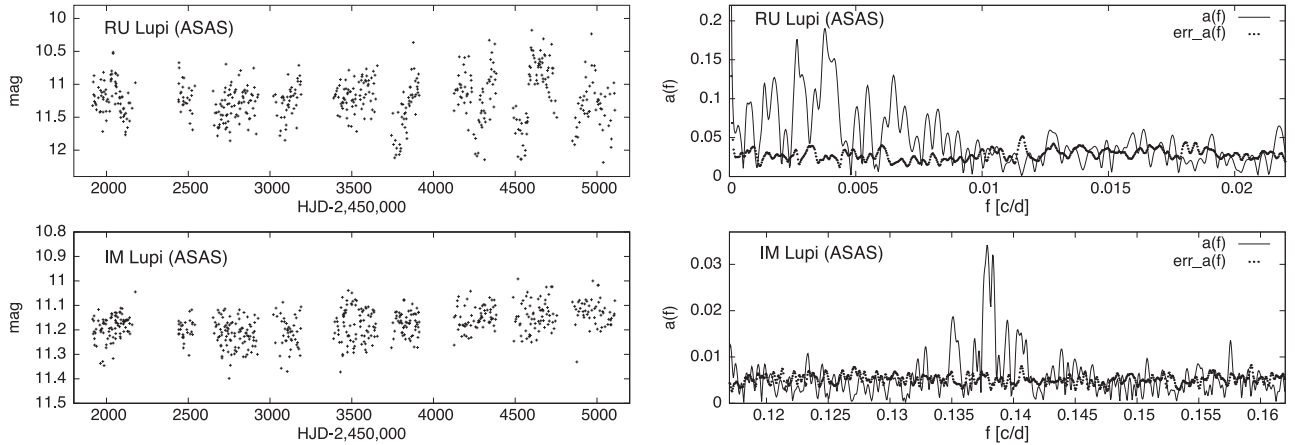 RU Lupi (ASAS)
mag
10
10.5
11
11.5
12
2000 2500 3000 3500 4000 4500 5000
HJD-2,450,000
RU Lupi (ASAS)
a(f)
err_a(f)
a(f)
0.2
0.15
0.1
0.05
0
0 0.005 0.01 0.015 0.02
f [c/d]
IM Lupi (ASAS)
mag
10.8
10.9
11
11.1
11.2
11.3
11.4
11.5
2000 2500 3000 3500 4000 4500 5000
HJD-2,450,000
IM Lupi (ASAS)
a(f)
err_a(f)
a(f)
0.03
0.02
0.01
0
0.12 0.125 0.13 0.135 0.14 0.145 0.15 0.155 0.16
f [c/d]